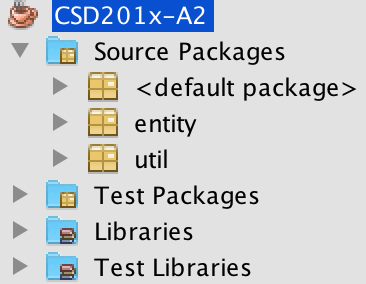 CSD201x-A2
Source Packages
<default package>
entity
util
Test Packages
Libraries
Test Libraries